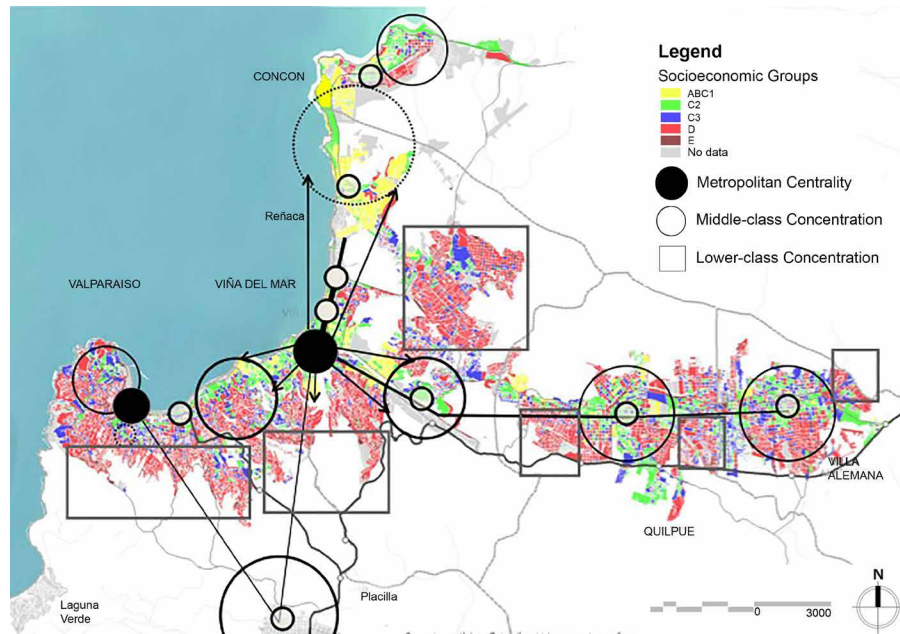 Legend
Socioeconomic Groups
ABC1
C2
C3
D
E
No data
Metropolitan Centrality
Middle-class Concentration
Lower-class Concentration
CONCON
Reñaca
VALPARAISO
VIÑA DEL MAR
VILLA
ALEMANA
QUILPUE
Placilla
Laguna
Verde
0
3000
N